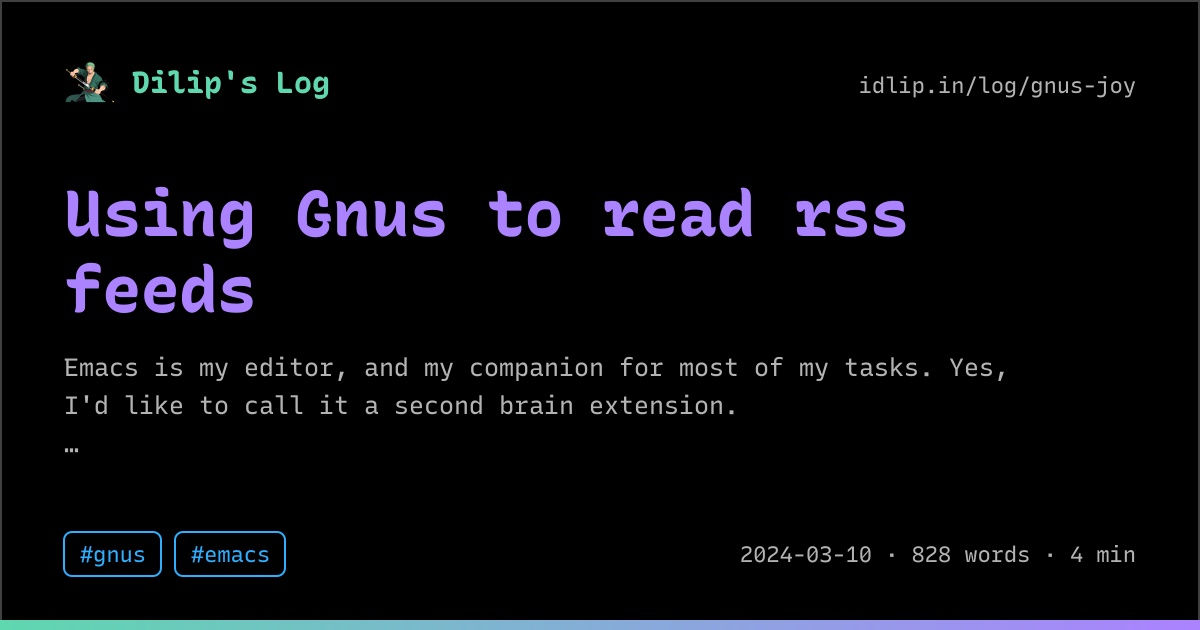 Dilip's Log
idlip.in/log/gnus-joy
Using Gnus to read rss
feeds
Emacs is my editor, and my companion for most of my tasks. Yes,
I'd like to call it a second brain extension.
…
#gnus
#emacs
2024-03-10 · 828 words · 4 min